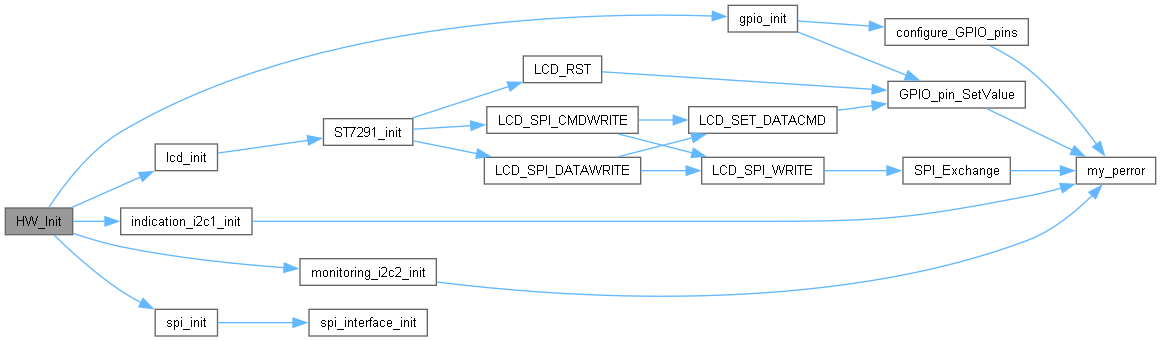 gpio_init
configure_GPIO_pins
LCD_RST
GPIO_pin_SetValue
ST7291_init
LCD_SPI_CMDWRITE
LCD_SET_DATACMD
lcd_init
LCD_SPI_DATAWRITE
LCD_SPI_WRITE
SPI_Exchange
my_perror
HW_Init
indication_i2c1_init
monitoring_i2c2_init
spi_init
spi_interface_init